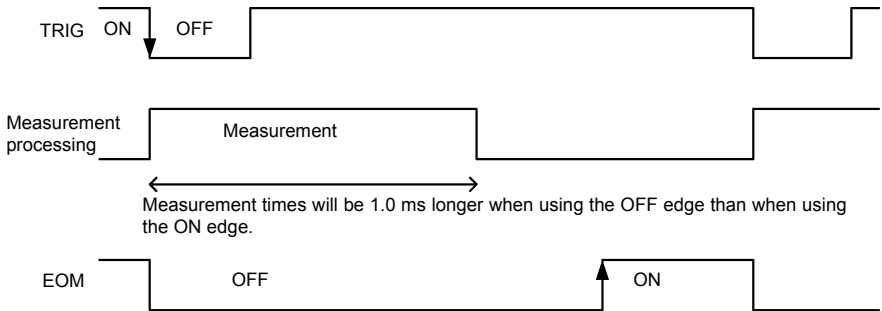 TRIG ON OFF
Measurement
processing
Measurement
Measurement times will be 1.0 ms longer when using the OFF edge than when using
the ON edge.
EOM OFF ON